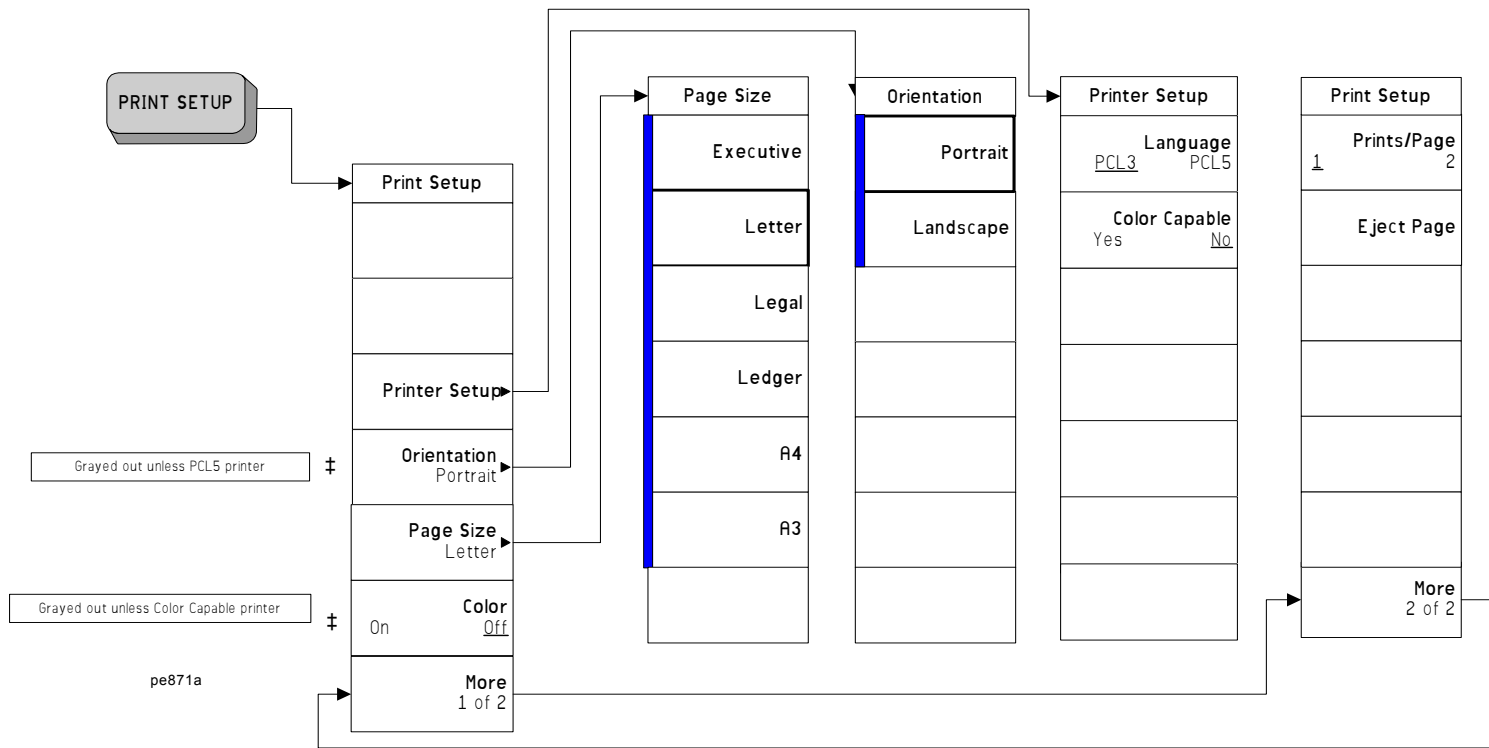 PRINT SETUP
Print Setup
Printer Setup
Grayed out unless PCL5 printer
‡
Orientation
Portrait
Page Size
Letter
Grayed out unless Color Capable printer
‡
Color
On Off
More
1 of 2
pe871a
Page Size
Executive
Letter
Legal
Ledger
A4
A3
Orientation
Portrait
Landscape
Printer Setup
Language
PCL3 PCL5
Color Capable
Yes No
Print Setup
Prints/Page
1 2
Eject Page
More
2 of 2